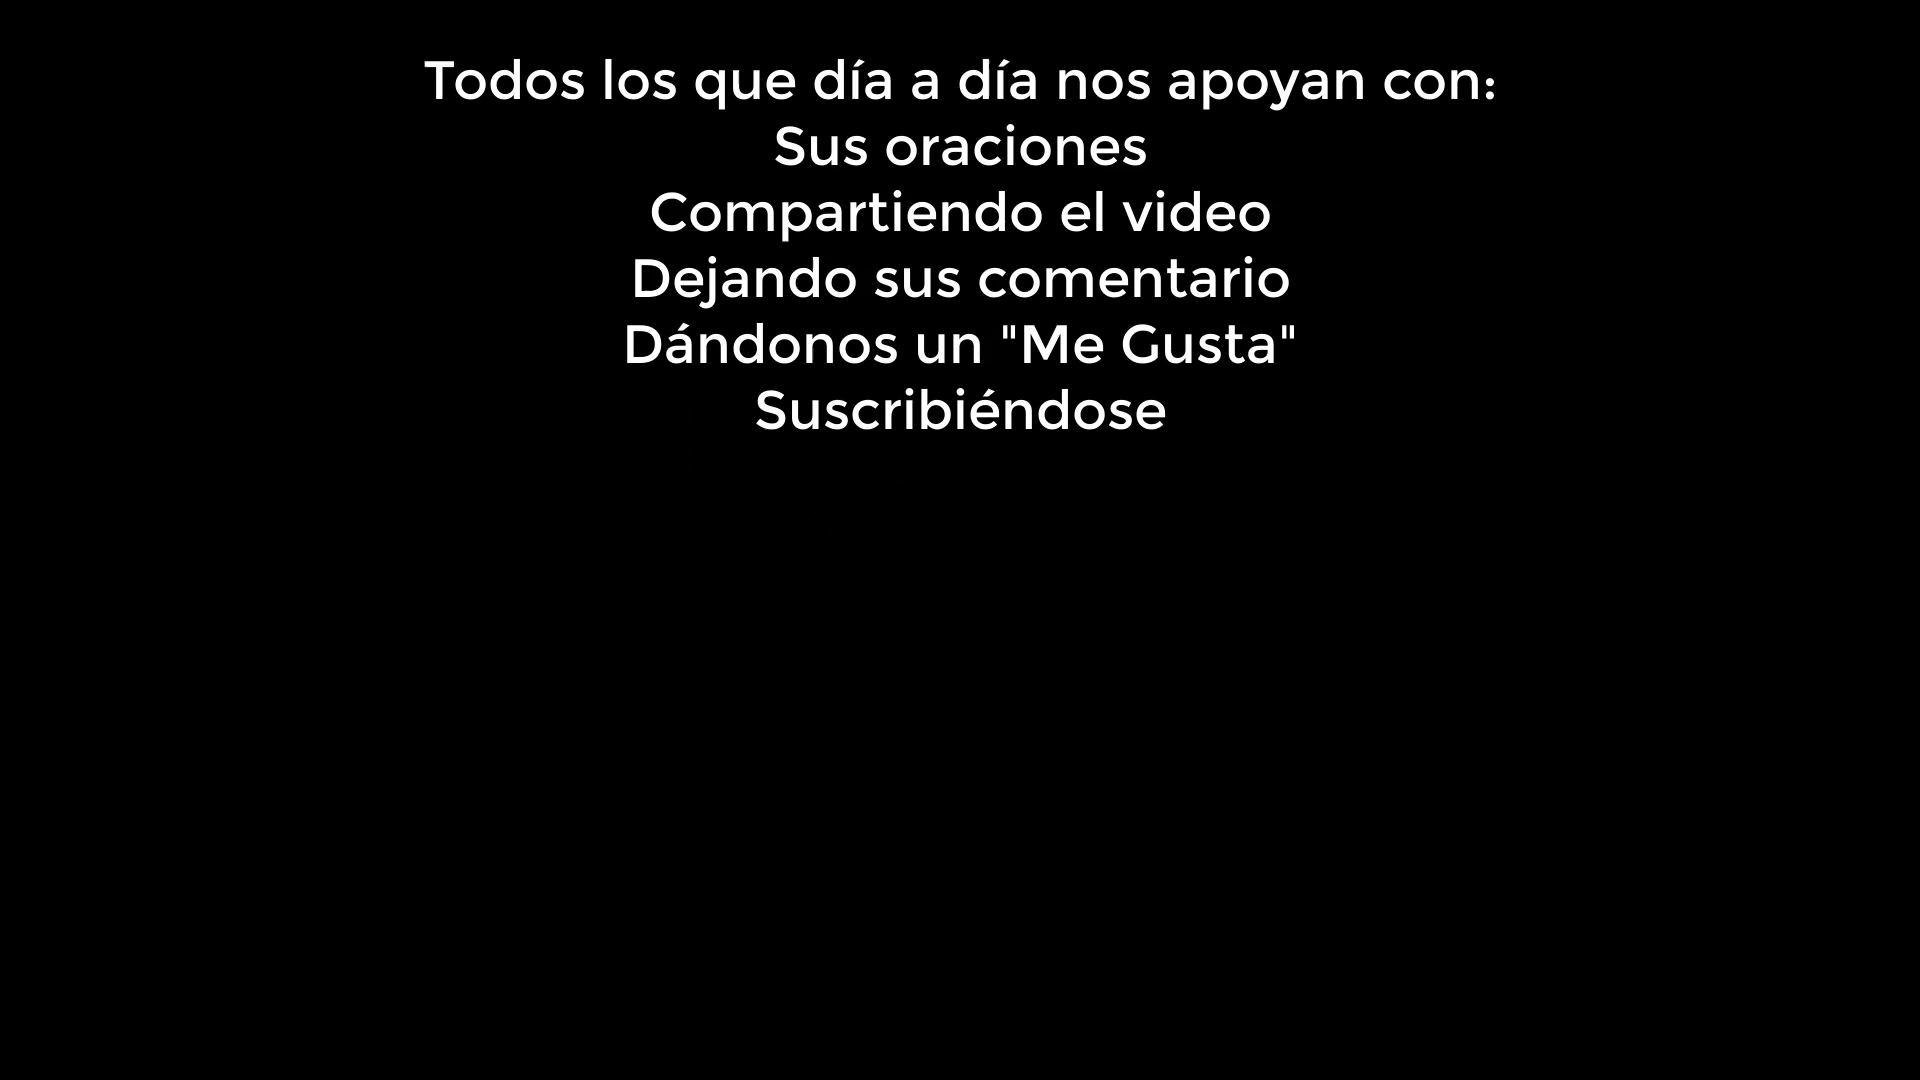 Todos los que día a día nos apoyan con:
Sus oraciones
Compartiendo el video
Dejando sus comentario
Dándonos un "Me Gusta"
Suscribiéndose